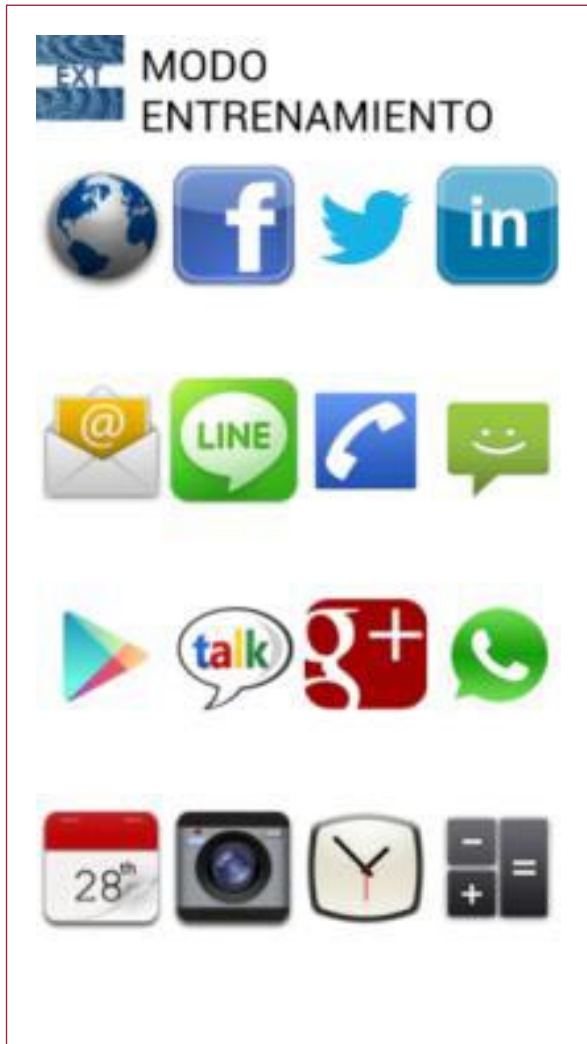 EXT
MODO
ENTRENAMIENTO
f
in
@
LINE
talk
g+
28th
- =
+